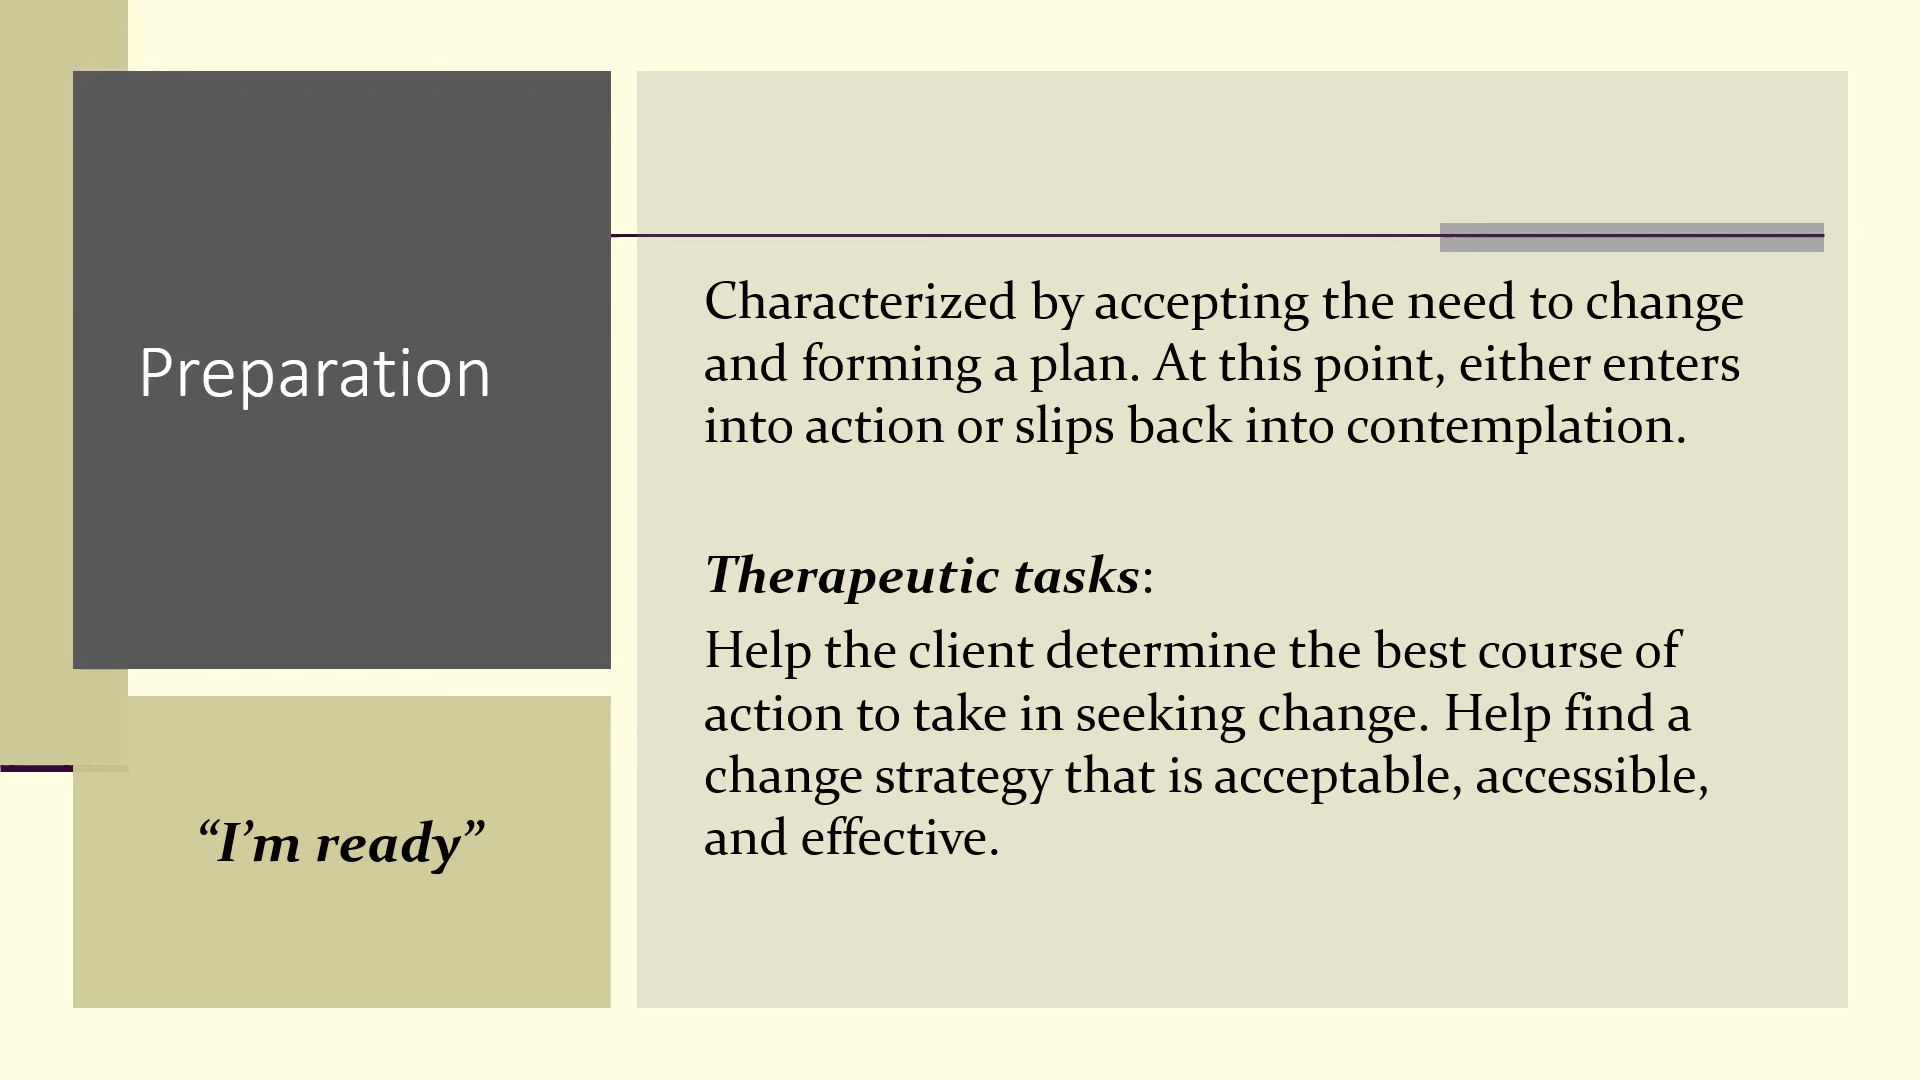 Preparation
“I’m ready”
Characterized by accepting the need to change
and forming a plan. At this point, either enters
into action or slips back into contemplation.
Therapeutic tasks:
Help the client determine the best course of
action to take in seeking change. Help find a
change strategy that is acceptable, accessible,
and effective.